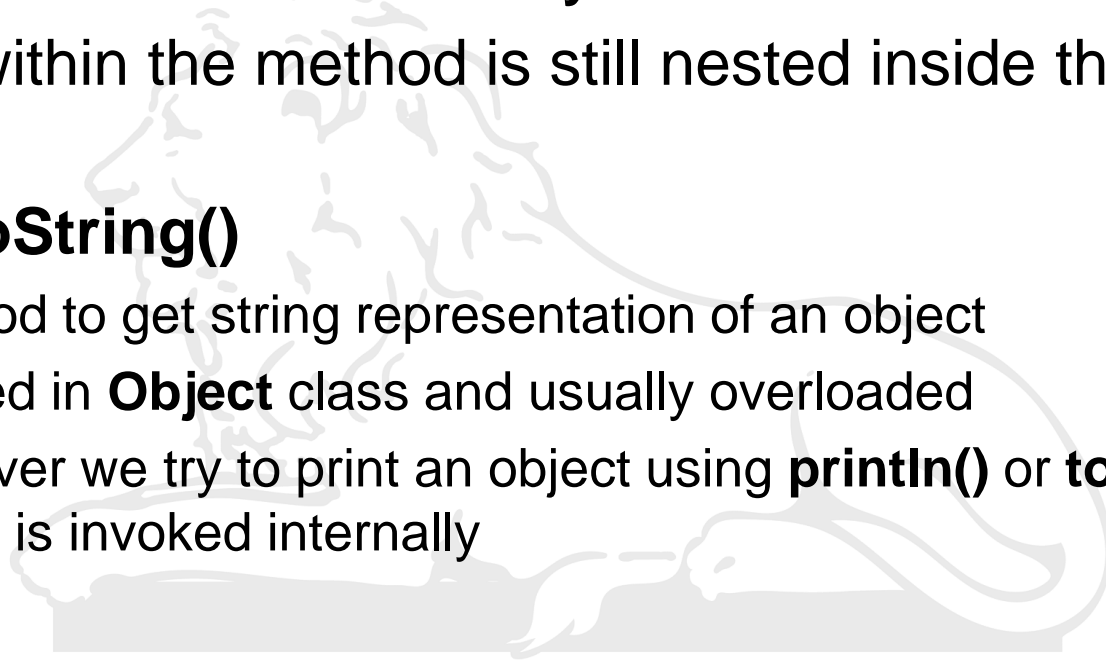 within the method is still nested inside th
oString()
od to get string representation of an object
ed in Object class and usually overloaded
ver we try to print an object using println() or to
is invoked internally